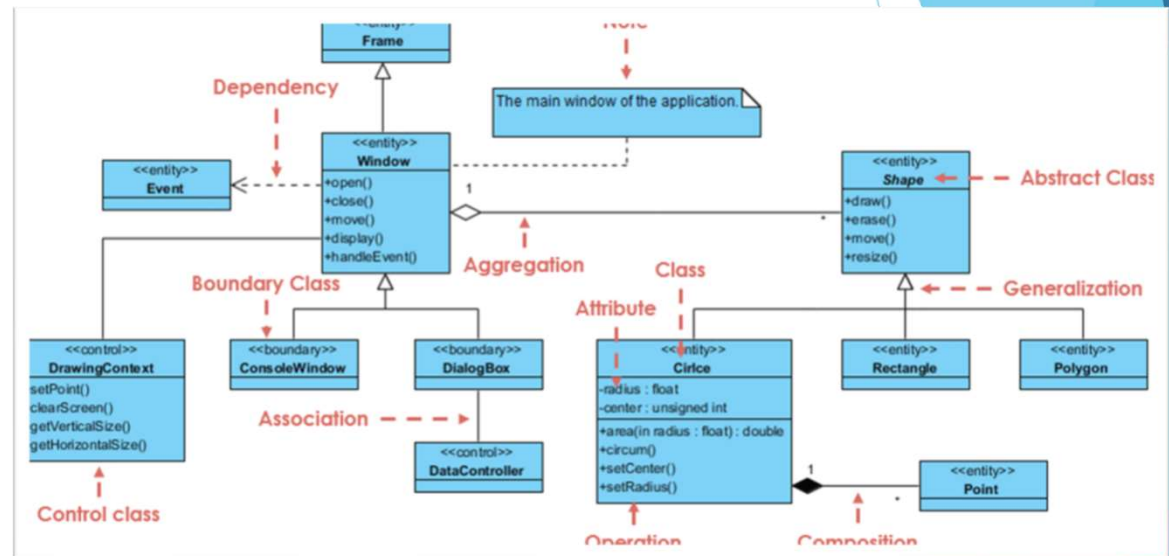 <<entity>>
Frame
Note
Dependency
The main window of the application.
<<entity>>
Window
+open()
+close()
+move()
+display()
+handleEvent()
<<entity>>
Event
1
*
Aggregation
<<entity>>
Shape
+draw()
+erase()
+move()
+resize()
Abstract Class
Generalization
Boundary Class
Class
Attribute
<<control>>
DrawingContext
setPoint()
clearScreen()
getVerticalSize()
getHorizontalSize()
Control class
<<boundary>>
ConsoleWindow
<<boundary>>
DialogBox
Association
<<control>>
DataController
<<entity>>
Cirlce
-radius : float
-center : unsigned int
+area(in radius : float) : double
+circum()
+setCenter()
+setRadius()
Operation
<<entity>>
Rectangle
<<entity>>
Polygon
1
*
<<entity>>
Point
Composition